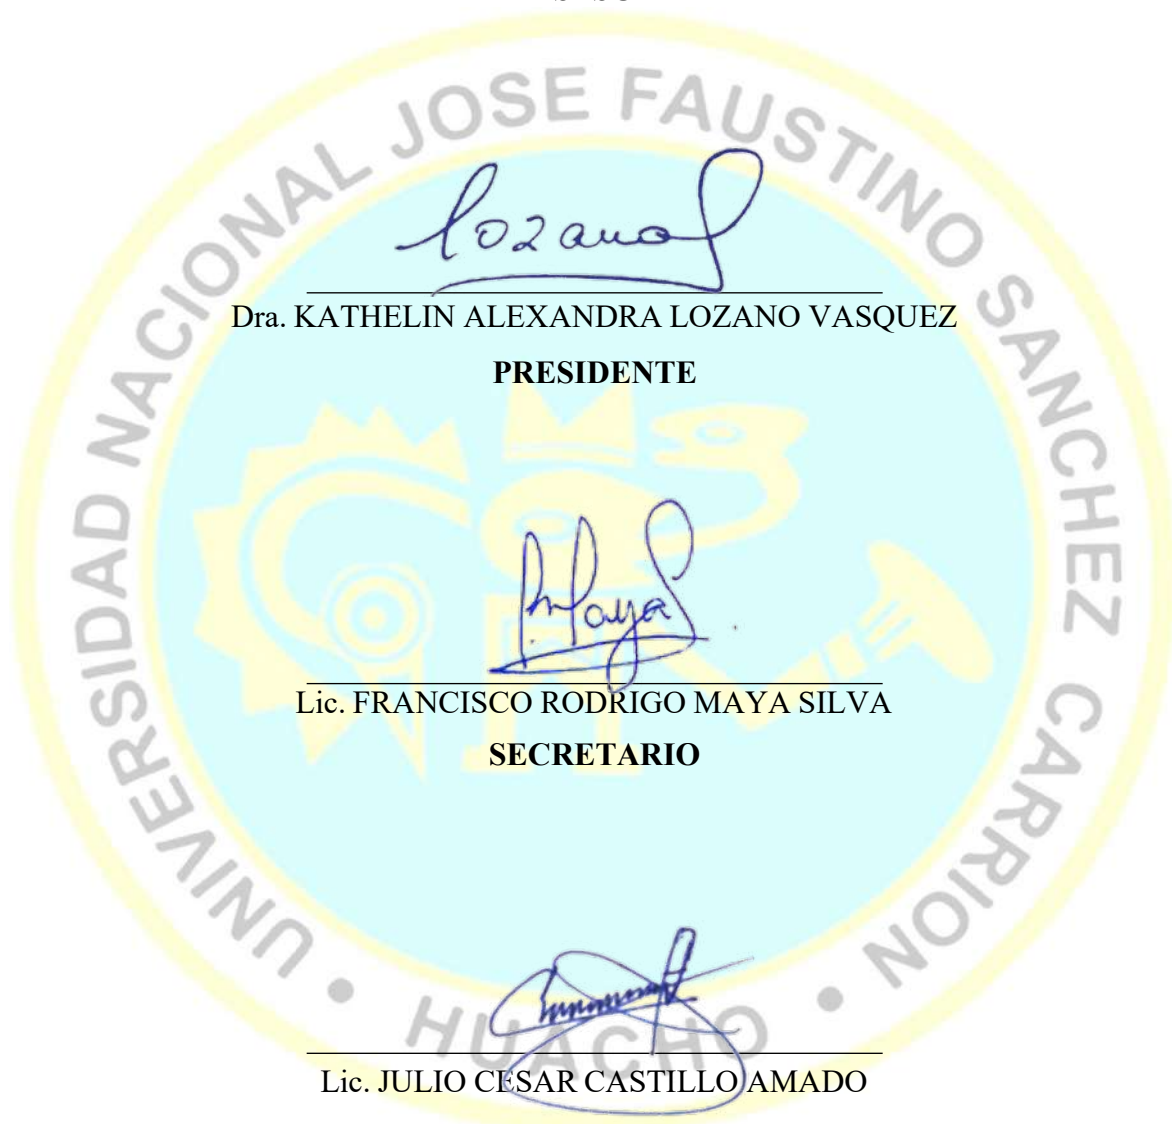 UNIVERSIDAD NACIONAL JOSE FAUSTINO SANCHEZ CARRION • HUACHO •
lozano
Dra. KATHELIN ALEXANDRA LOZANO VASQUEZ
PRESIDENTE
Maya
Lic. FRANCISCO RODRIGO MAYA SILVA
SECRETARIO
Lic. JULIO CESAR CASTILLO AMADO